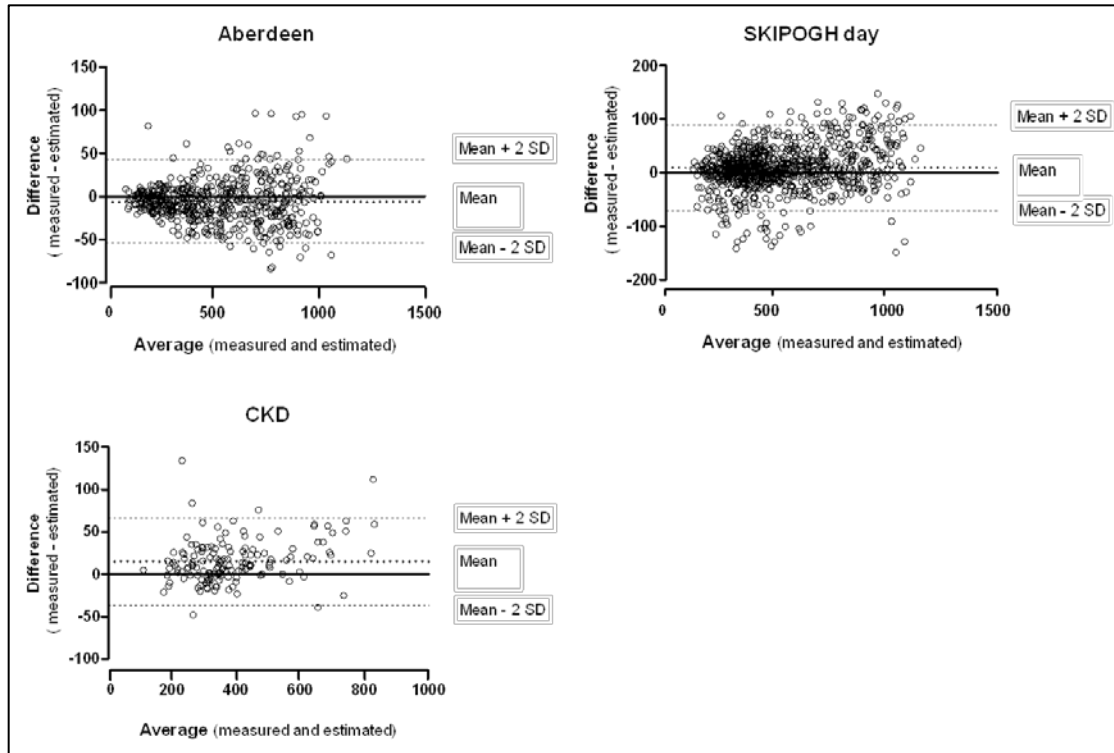 Aberdeen
Difference
( measured - estimated)
150
100
50
0
-50
-100
0 500 1000 1500
Average (measured and estimated)
Mean + 2 SD
Mean
Mean - 2 SD
SKIPOGH day
Difference
( measured - estimated)
200
100
0
-100
-200
0 500 1000 1500
Average (measured and estimated)
Mean + 2 SD
Mean
Mean - 2 SD
CKD
Difference
( measured - estimated)
150
100
50
0
-50
-100
0 200 400 600 800 1000
Average (measured and estimated)
Mean + 2 SD
Mean
Mean - 2 SD